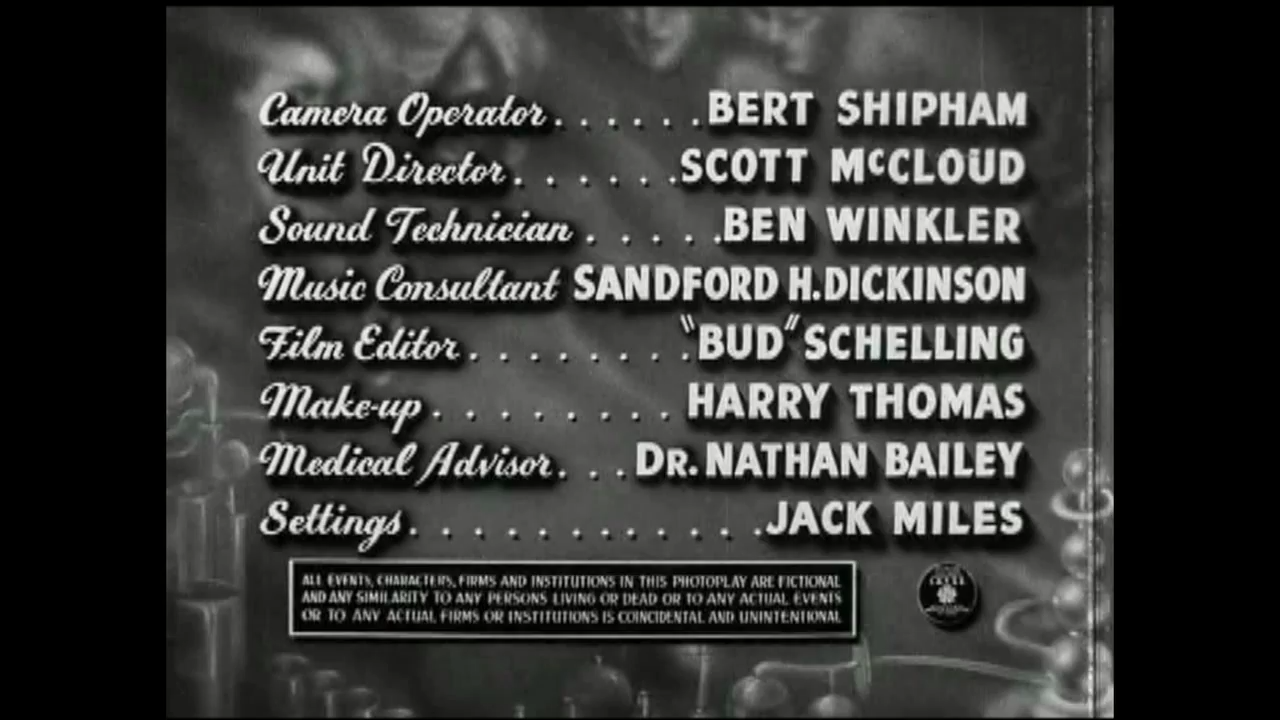 Camera Operator . . . . . . BERT SHIPHAM
Unit Director . . . . . . SCOTT McCLOUD
Sound Technician . . . . . BEN WINKLER
Music Consultant SANDFORD H. DICKINSON
Film Editor . . . . . . . . "BUD" SCHELLING
Make-up . . . . . . . . HARRY THOMAS
Medical Advisor . . . DR. NATHAN BAILEY
Settings . . . . . . . . . . . . JACK MILES
ALL EVENTS, CHARACTERS, FIRMS AND INSTITUTIONS IN THIS PHOTOPLAY ARE FICTIONAL
AND ANY SIMILARITY TO ANY PERSONS LIVING OR DEAD OR TO ANY ACTUAL EVENTS
OR TO ANY ACTUAL FIRMS OR INSTITUTIONS IS COINCIDENTAL AND UNINTENTIONAL